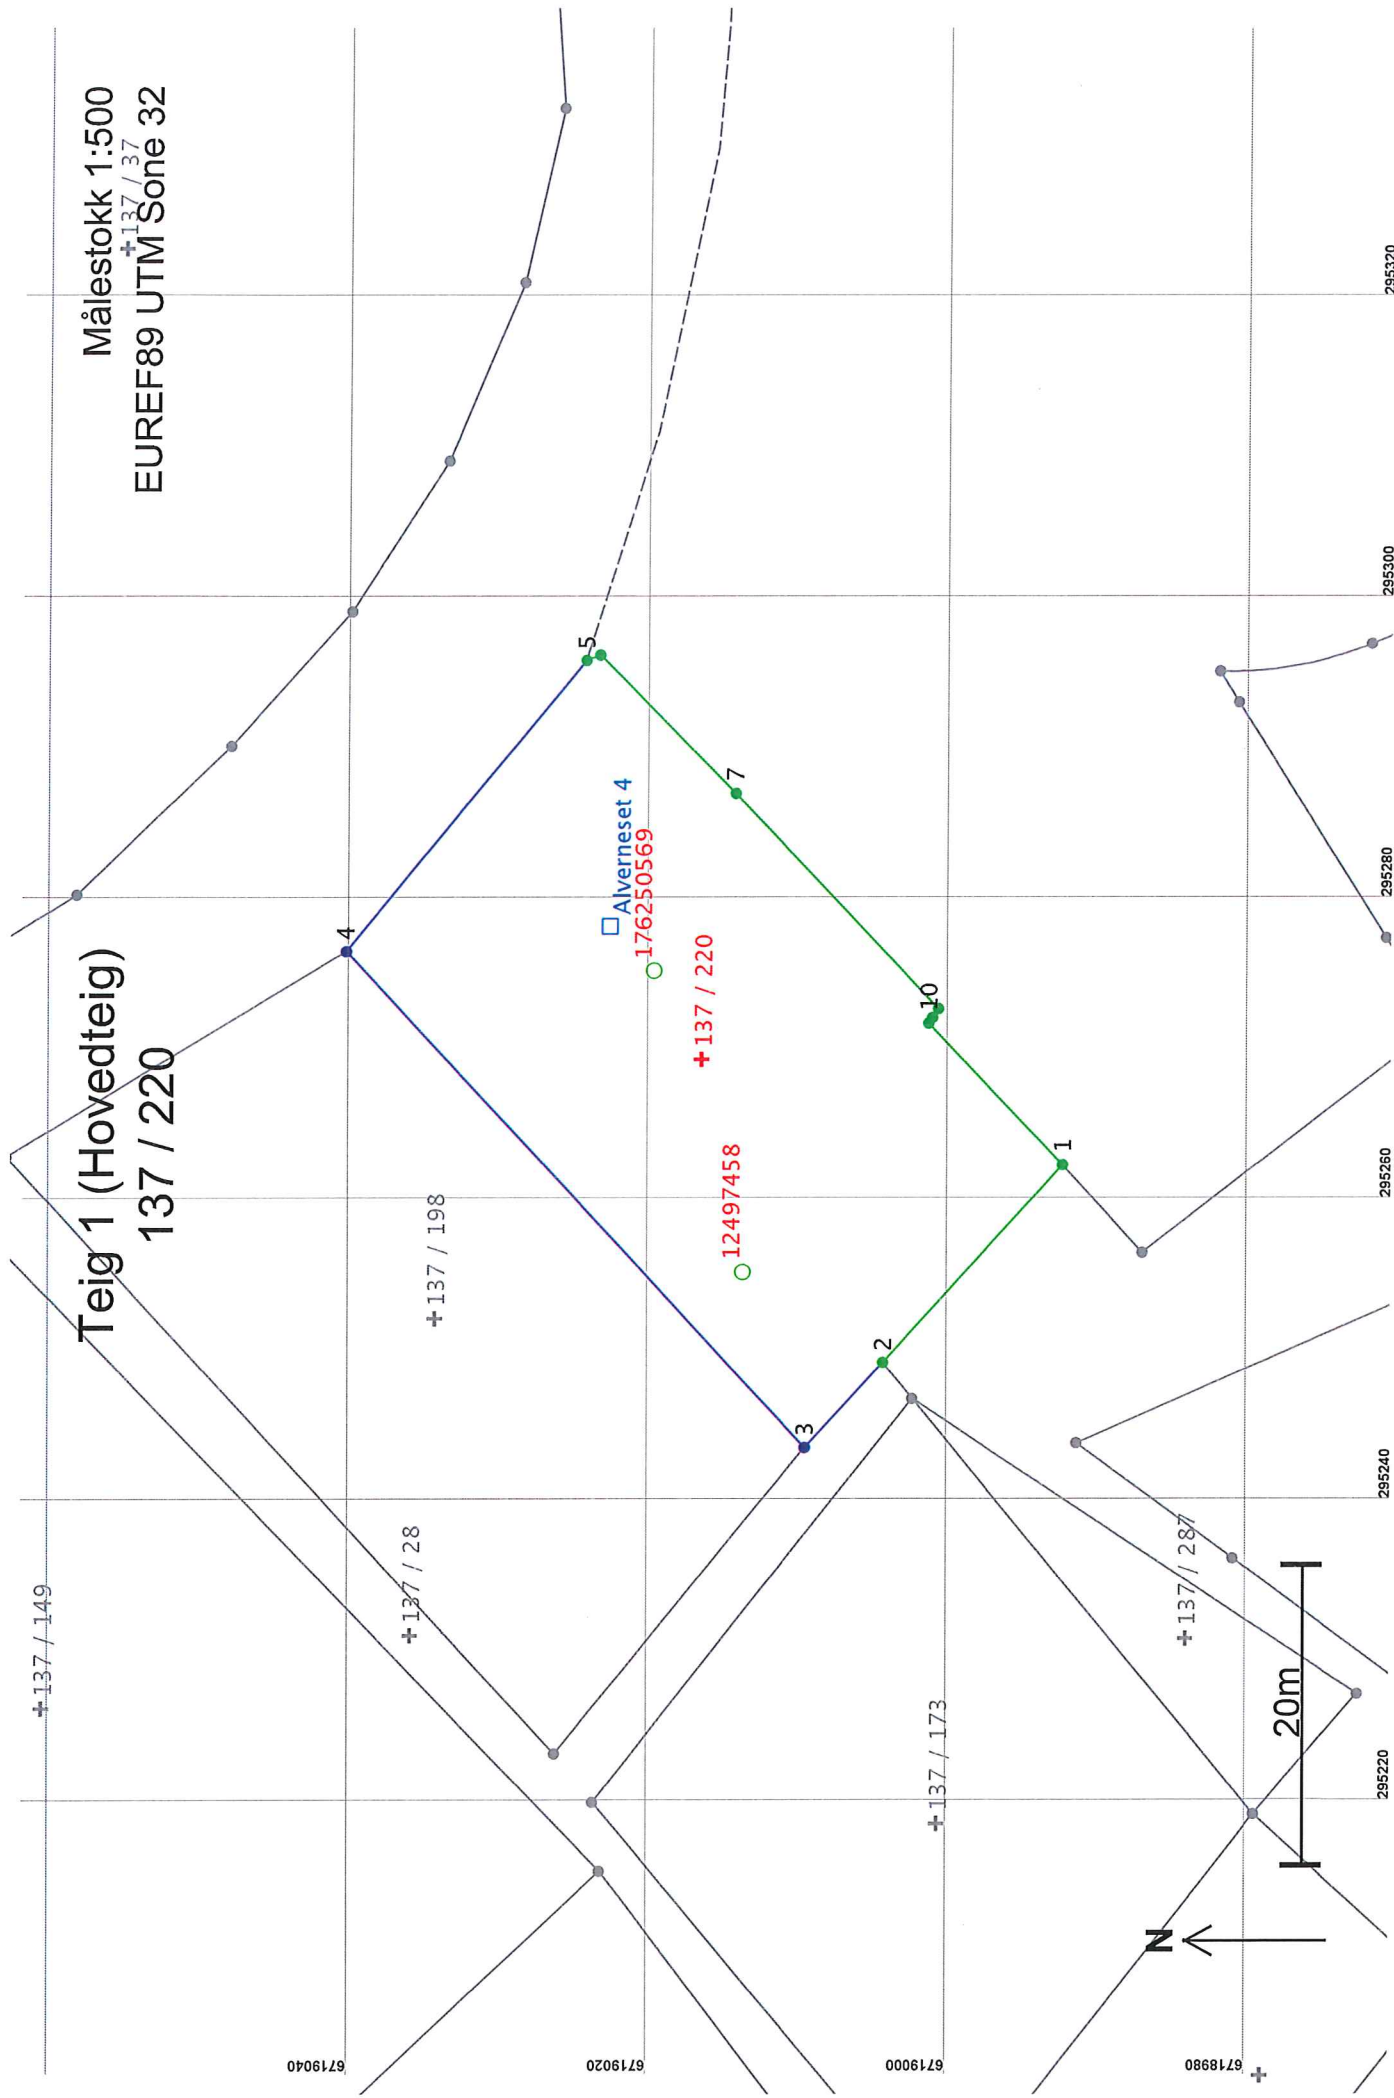 Teig 1 (Hovedteig)
137 / 220
Målestokk 1:500
EUREF89 UTM Sone 32
137 / 37
137 / 149
137 / 28
137 / 198
4
5
Alverneset 4
176250569
137 / 220
7
12497458
3
2
10
1
137 / 173
137 / 287
N
20m
6719040
6719020
6719000
6718980
295220
295240
295260
295280
295300
295320